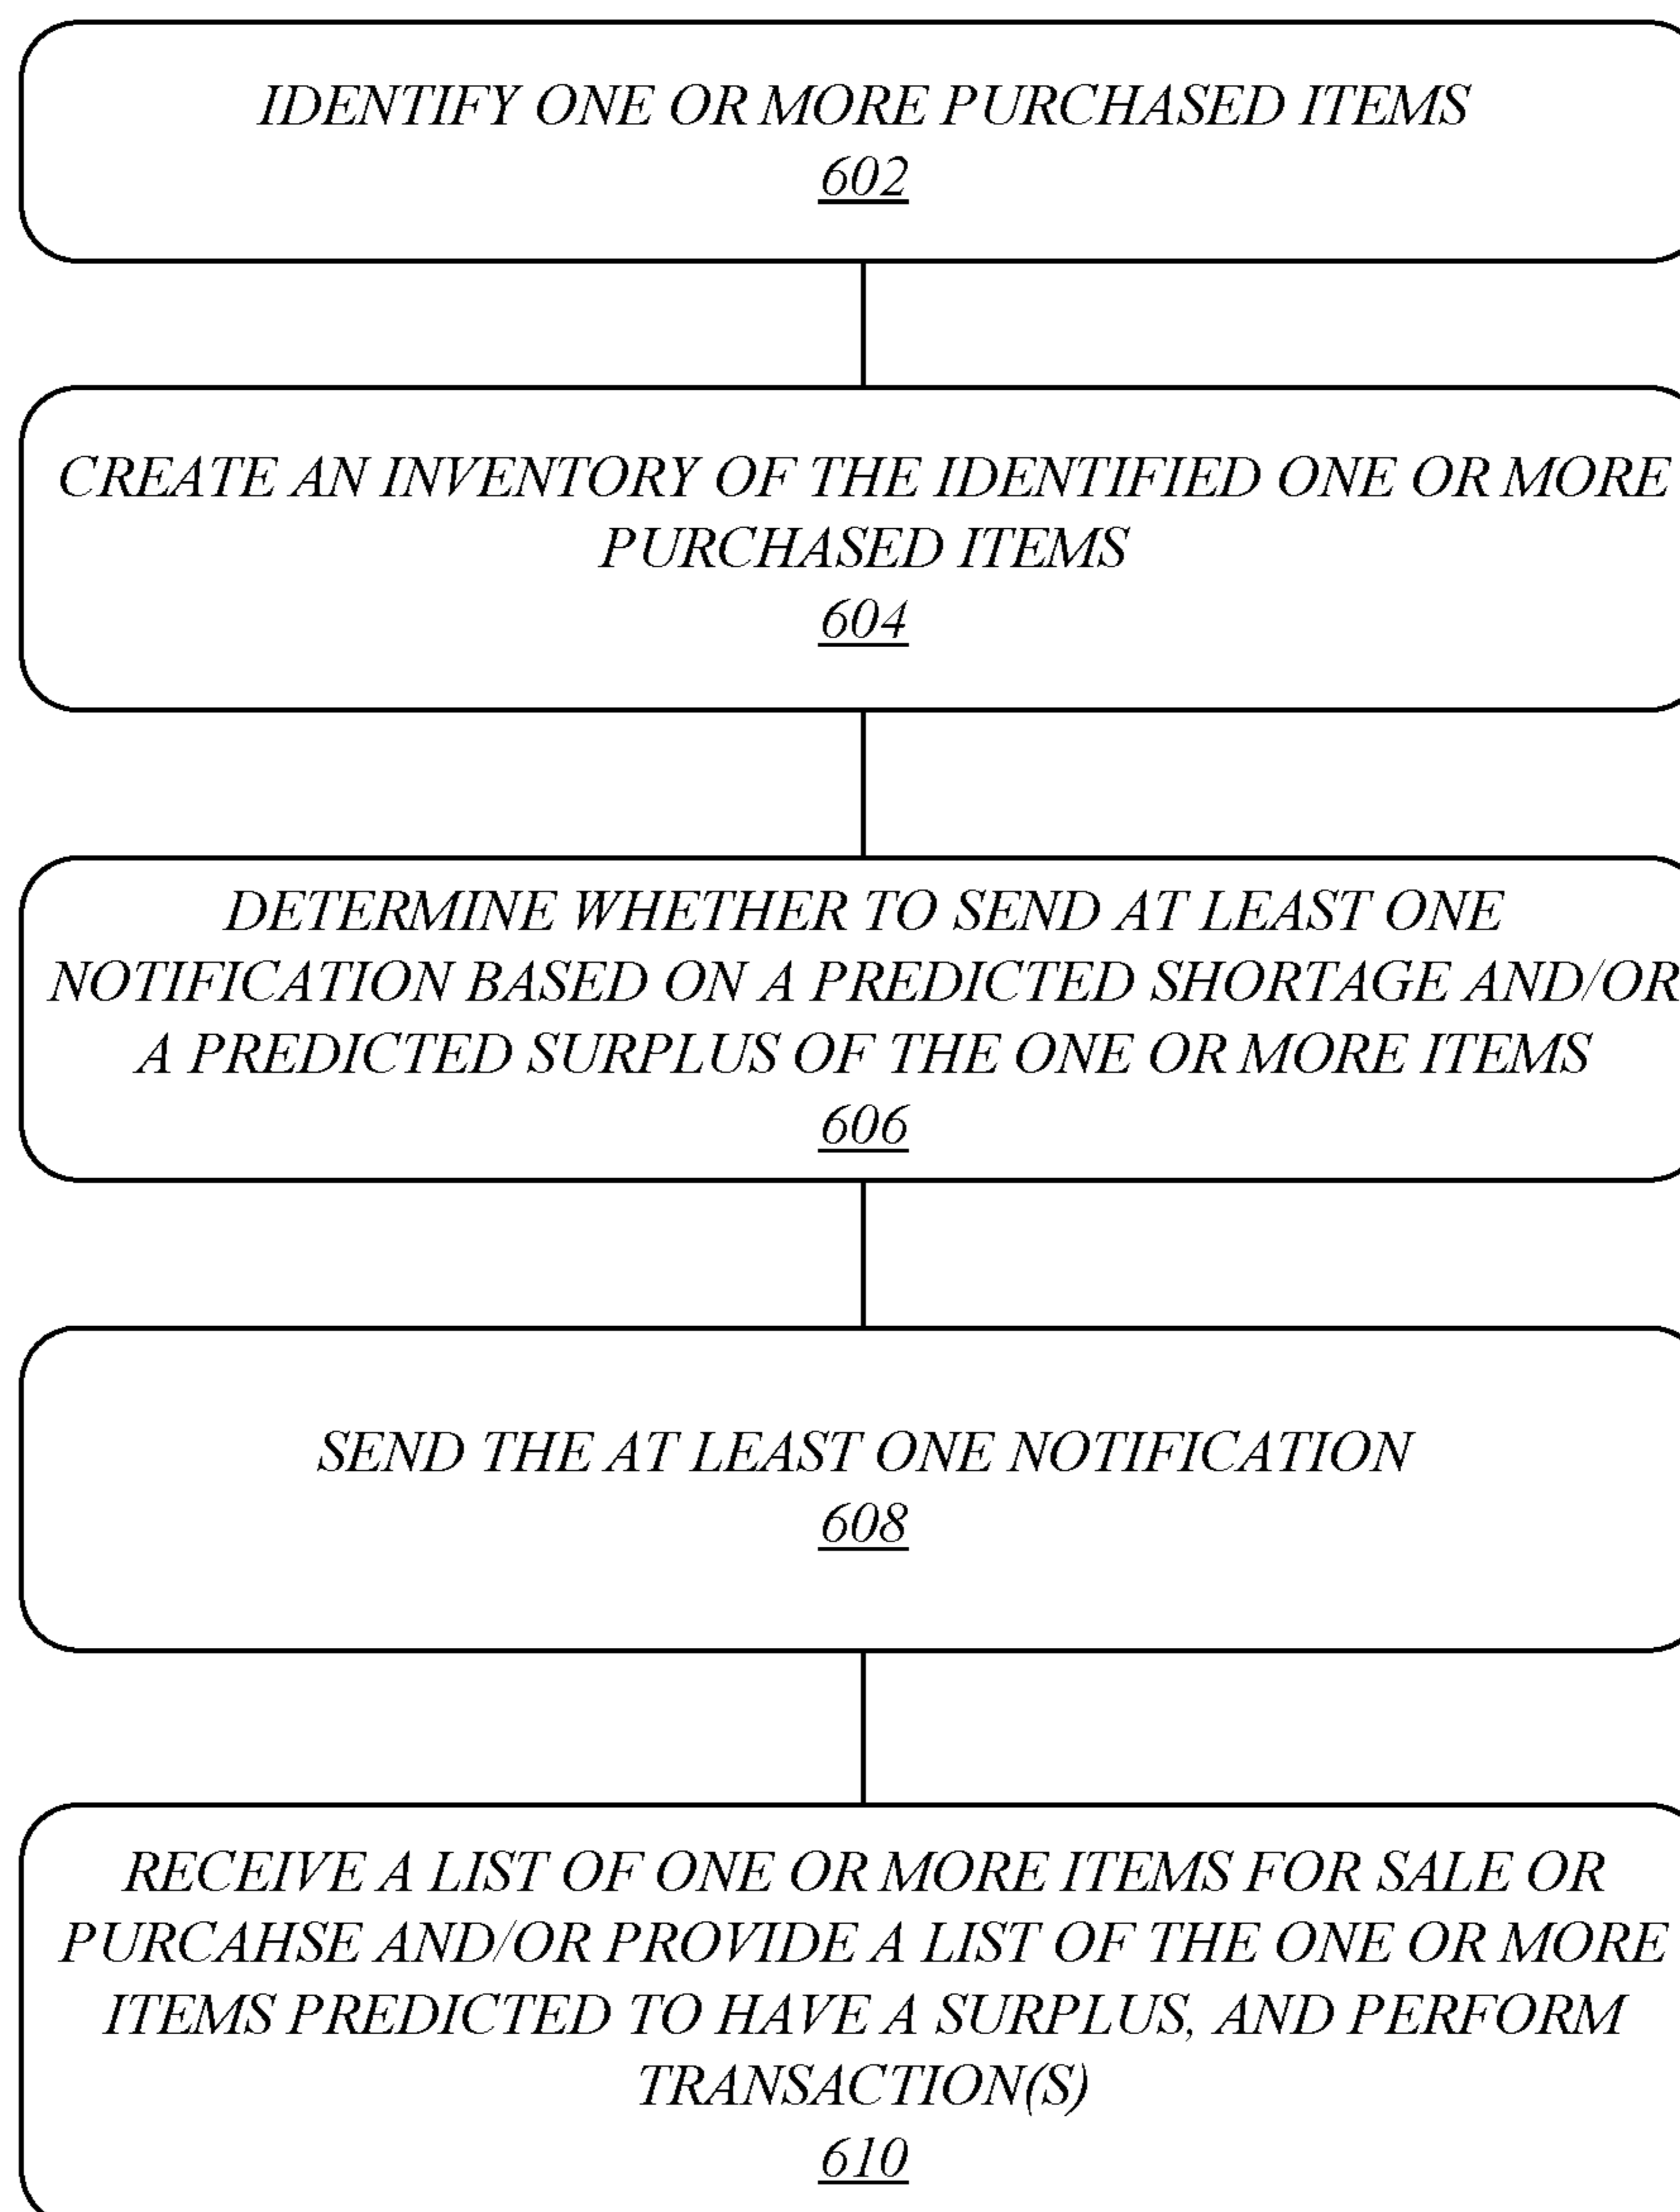 IDENTIFY ONE OR MORE PURCHASED ITEMS
602
CREATE AN INVENTORY OF THE IDENTIFIED ONE OR MORE
PURCHASED ITEMS
604
DETERMINE WHETHER TO SEND AT LEAST ONE
NOTIFICATION BASED ON A PREDICTED SHORTAGE AND/OR
A PREDICTED SURPLUS OF THE ONE OR MORE ITEMS
606
SEND THE AT LEAST ONE NOTIFICATION
608
RECEIVE A LIST OF ONE OR MORE ITEMS FOR SALE OR
PURCAHSE AND/OR PROVIDE A LIST OF THE ONE OR MORE
ITEMS PREDICTED TO HAVE A SURPLUS, AND PERFORM
TRANSACTION(S)
610